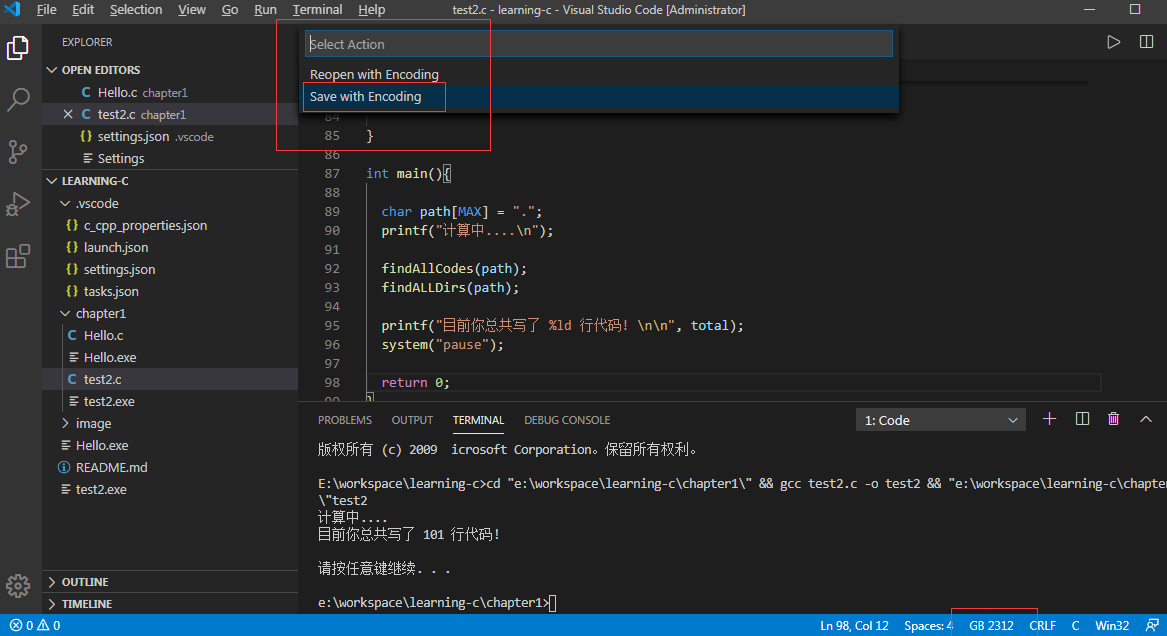 File Edit Selection View Go Run Terminal Help test2.c - learning-c - Visual Studio Code [Administrator]
EXPLORER
OPEN EDITORS
C Hello.c chapter1
C test2.c chapter1
{} settings.json .vscode
Settings
LEARNING-C
.vscode
{} c_cpp_properties.json
{} launch.json
{} settings.json
{} tasks.json
chapter1
C Hello.c
Hello.exe
C test2.c
test2.exe
image
Hello.exe
README.md
test2.exe
OUTLINE
TIMELINE
Select Action
Reopen with Encoding
Save with Encoding
84
85 }
86
87 int main(){
88
89 char path[MAX] = ".";
90 printf("计算中....\n");
91
92 findAllCodes(path);
93 findALLDirs(path);
94
95 printf("目前你总共写了 %ld 行代码! \n\n", total);
96 system("pause");
97
98 return 0;
99 }
PROBLEMS OUTPUT TERMINAL DEBUG CONSOLE 1: Code
版权所有 (c) 2009 icrosoft Corporation。保留所有权利。
E:\workspace\learning-c>cd "e:\workspace\learning-c\chapter1\" && gcc test2.c -o test2 && "e:\workspace\learning-c\chapter
\"test2
计算中....
目前你总共写了 101 行代码!
请按任意键继续. . .
e:\workspace\learning-c\chapter1>
0 0 Ln 98, Col 12 Spaces: 4 GB 2312 CRLF C Win32